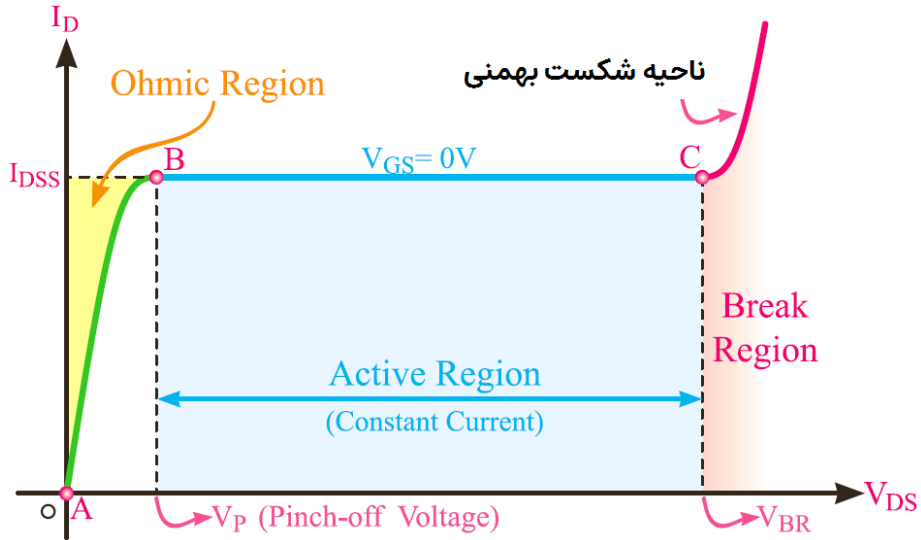 I_D
ناحیه شکست بهمنی
Ohmic Region
B
V_GS= 0V
C
I_DSS
Break
Region
Active Region
(Constant Current)
A
O
V_P (Pinch-off Voltage)
V_BR
V_DS